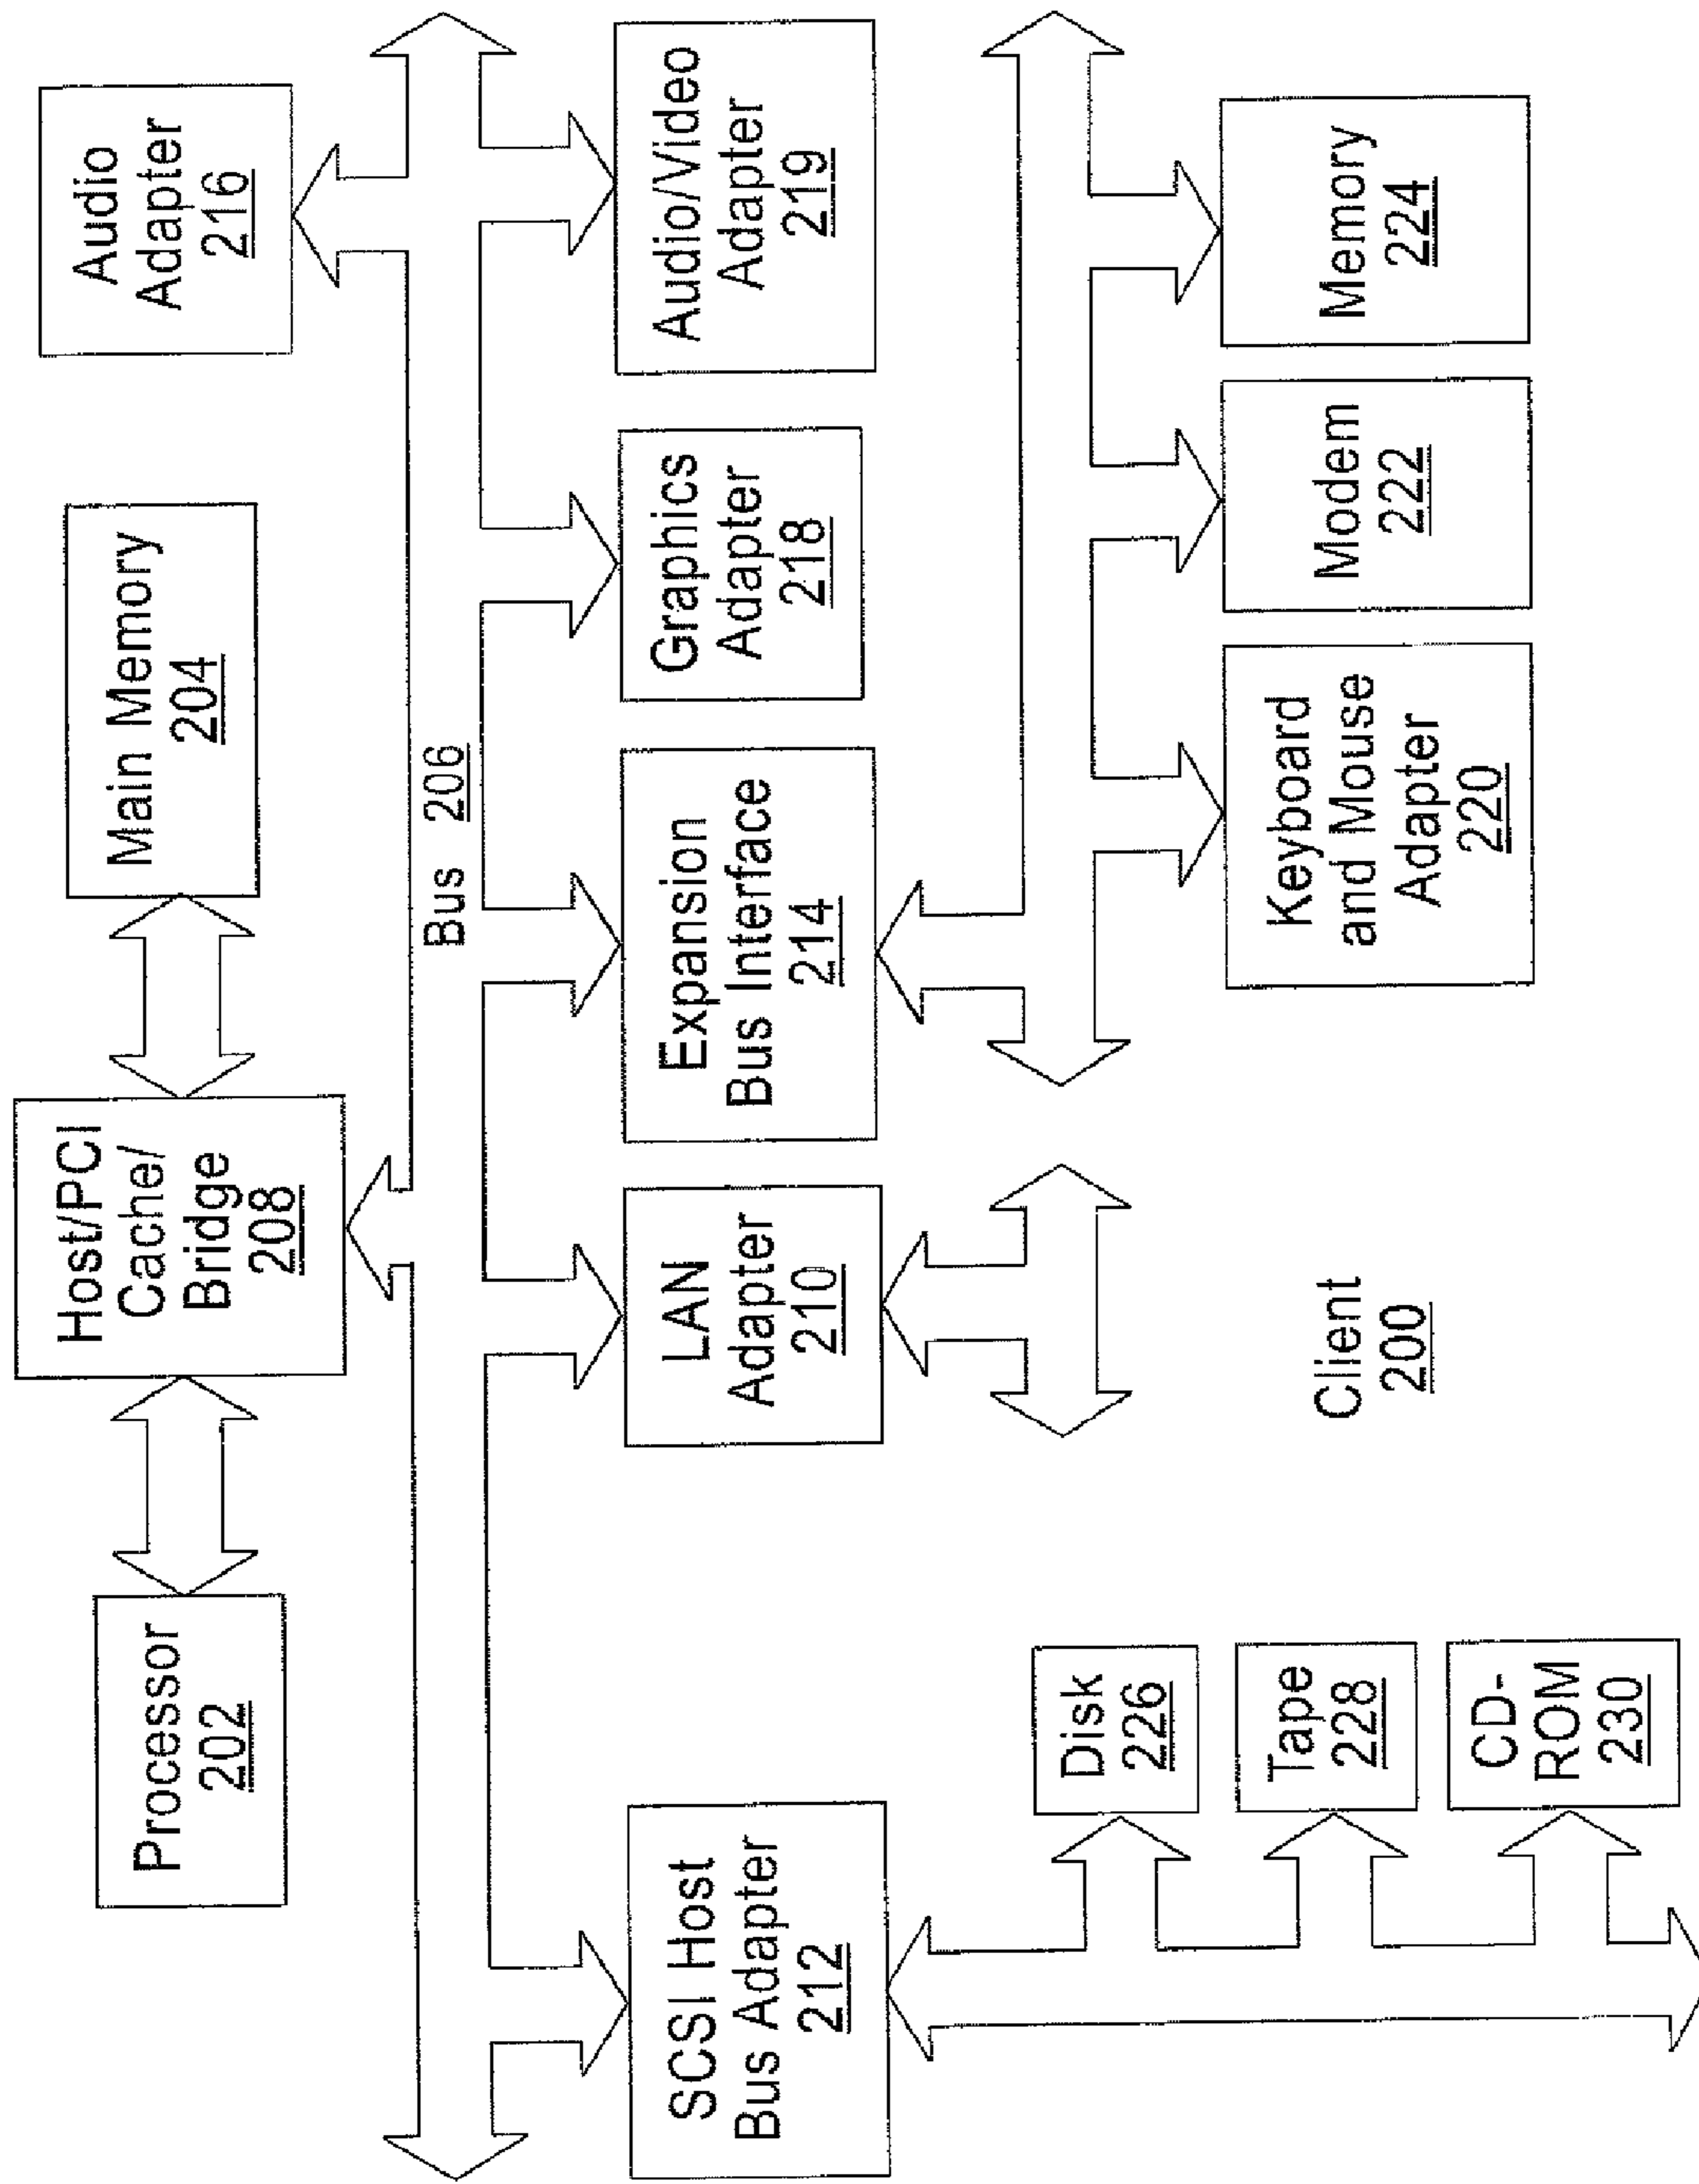 Processor
202
Host/PCI
Cache/
Bridge
208
Main Memory
204
Audio
Adapter
216
Bus 206
SCSI Host
Bus Adapter
212
LAN
Adapter
210
Expansion
Bus Interface
214
Graphics
Adapter
218
Audio/Video
Adapter
219
Disk
226
Tape
228
CD-
ROM
230
Client
200
Keyboard
and Mouse
Adapter
220
Modem
222
Memory
224